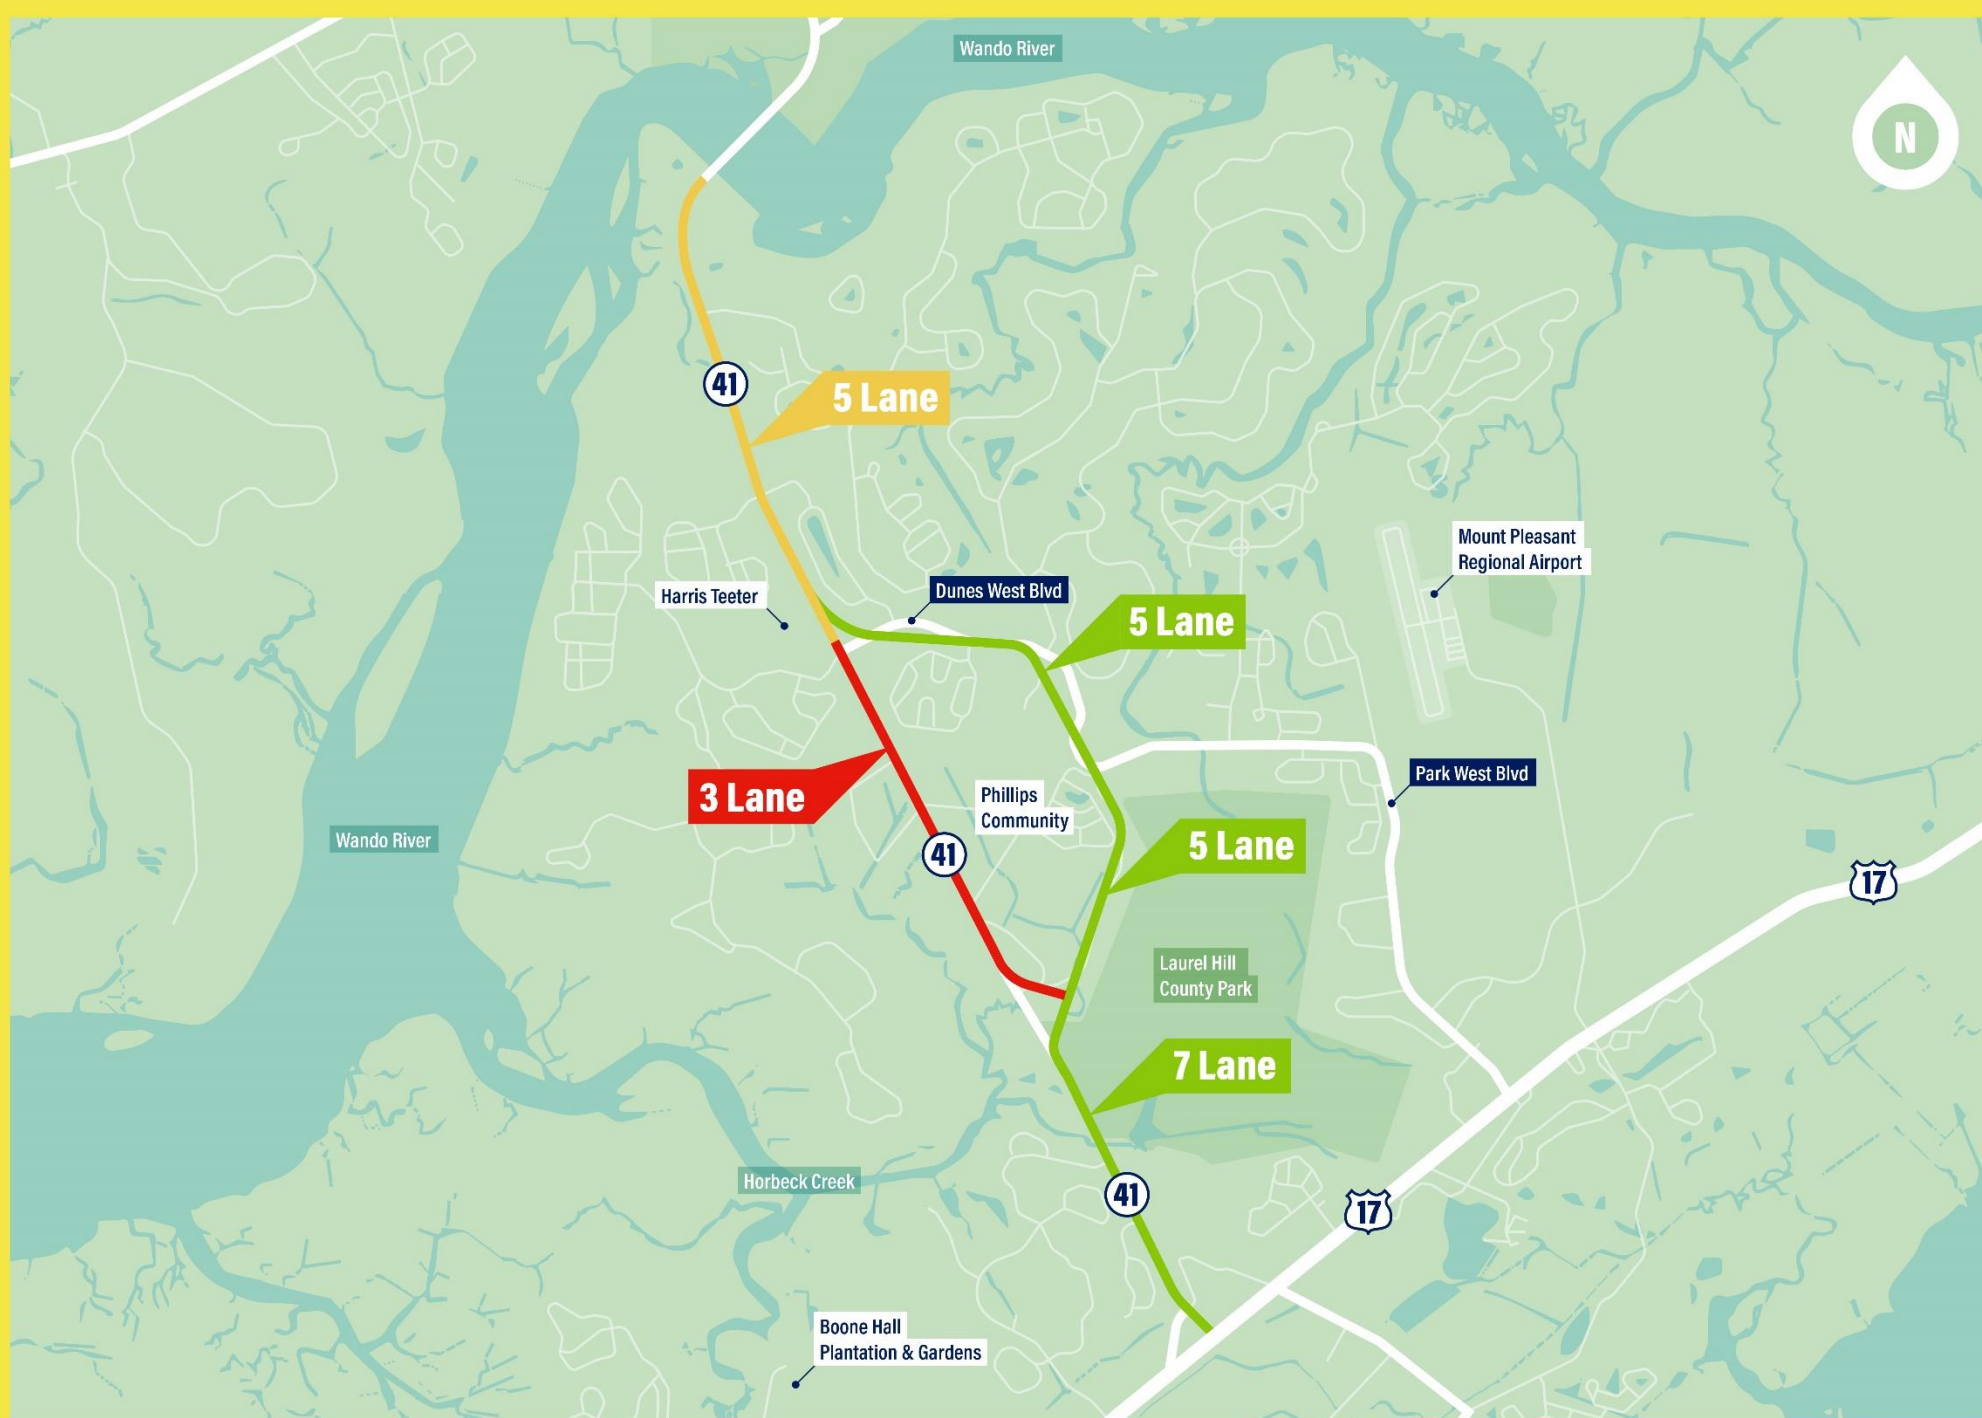 Wando River
N
41
5 Lane
Mount Pleasant
Regional Airport
Harris Teeter
Dunes West Blvd
5 Lane
3 Lane
Phillips
Community
Park West Blvd
Wando River
41
5 Lane
17
Laurel Hill
County Park
7 Lane
Horbeck Creek
41
17
Boone Hall
Plantation & Gardens